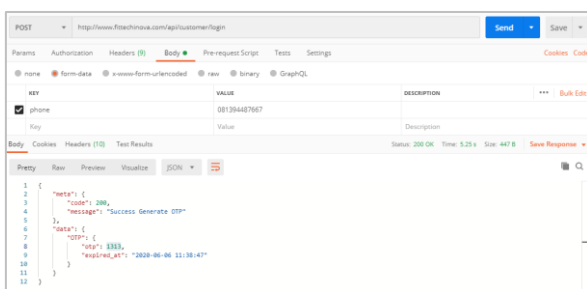 POST http://www.fittechinova.com/api/customer/login Send Save
Params Authorization Headers (9) Body Pre-request Script Tests Settings Cookies Code
none form-data x-www-form-urlencoded raw binary GraphQL
KEY VALUE DESCRIPTION ••• Bulk Edit
phone 081394487667
Key Value Description
Body Cookies Headers (10) Test Results Status: 200 OK Time: 5.25 s Size: 447 B Save Response
Pretty Raw Preview Visualize JSON
1 {
2 "meta": {
3 "code": 200,
4 "message": "Success Generate OTP"
5 },
6 "data": {
7 "OTP": {
8 "otp": 1313,
9 "expired_at": "2020-06-06 11:38:47"
10 }
11 }
12 }